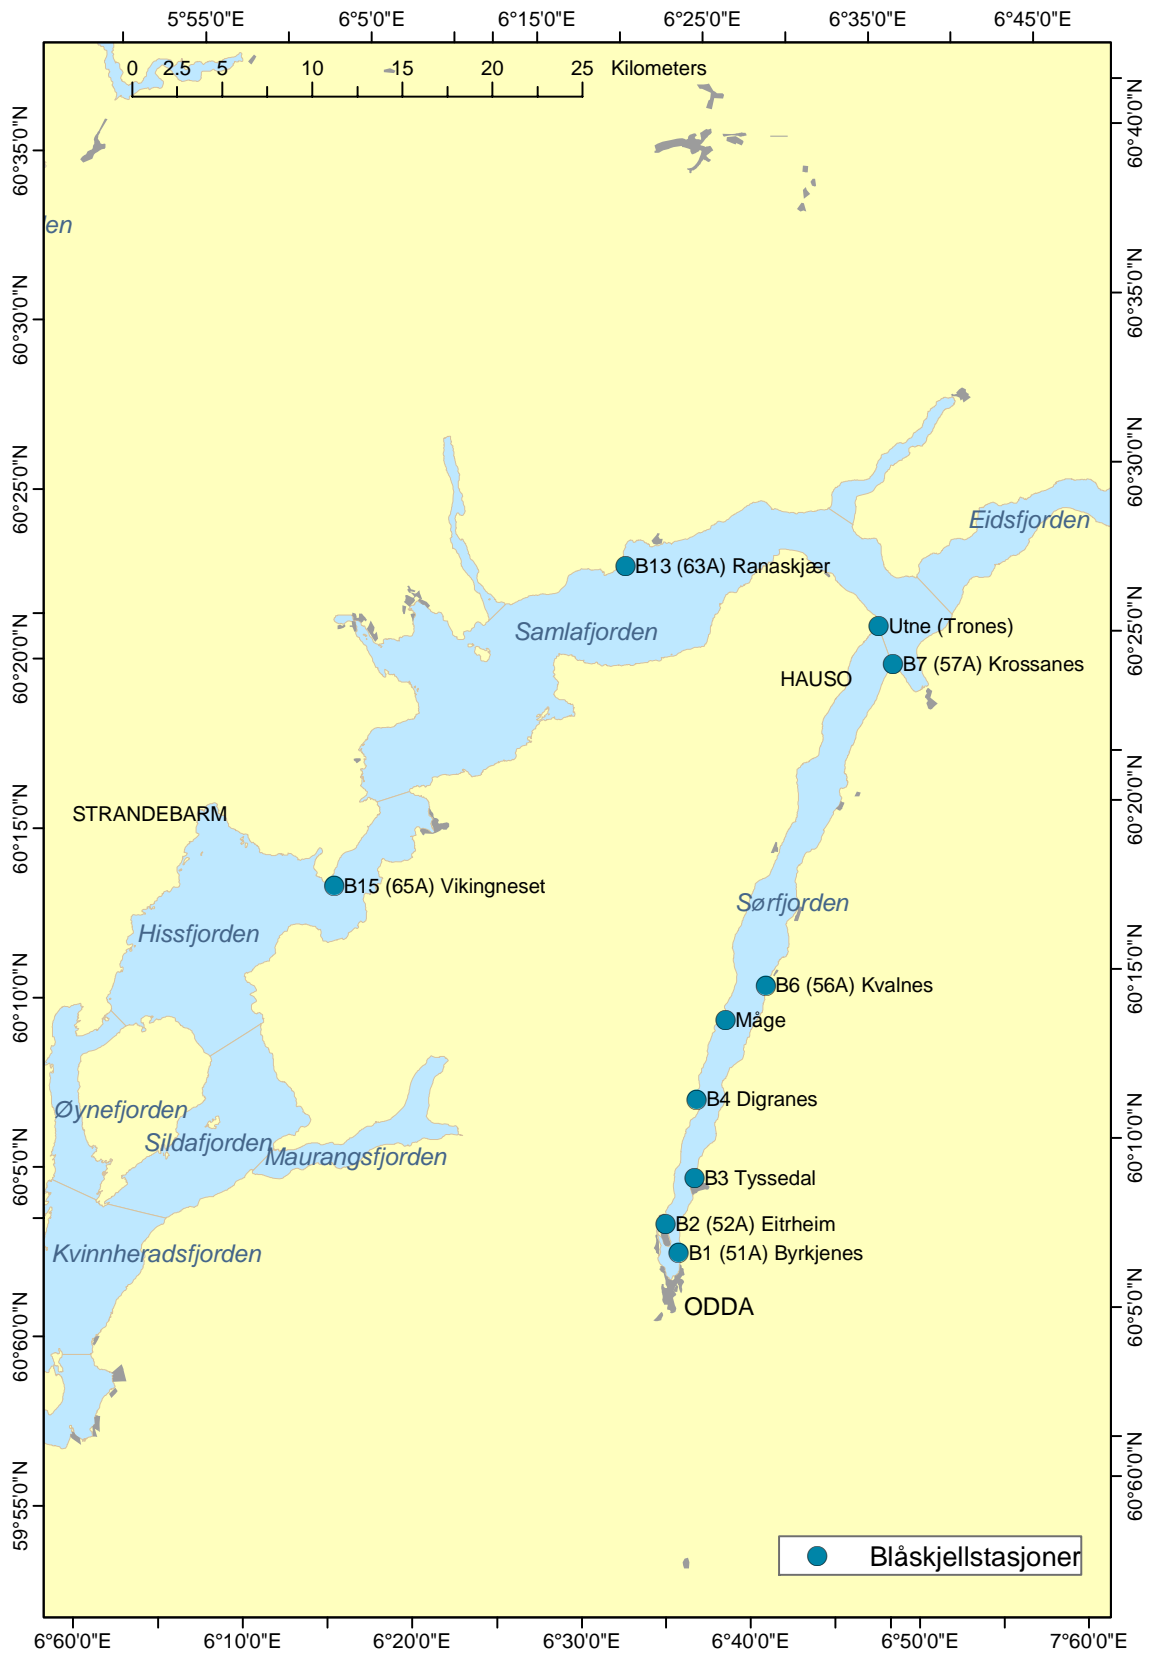 5°55'0"E 6°5'0"E 6°15'0"E 6°25'0"E 6°35'0"E 6°45'0"E
0 2.5 5 10 15 20 25 Kilometers
60°35'0"N
60°30'0"N
60°25'0"N
60°20'0"N
60°15'0"N
60°10'0"N
60°5'0"N
60°60'0"N
59°55'0"N
60°40'0"N
60°35'0"N
60°30'0"N
60°25'0"N
60°20'0"N
60°15'0"N
60°10'0"N
60°5'0"N
60°60'0"N
den
Eidsfjorden
B13 (63A) Ranaskjær
Samlafjorden
Utne (Trones)
B7 (57A) Krossanes
HAUSO
STRANDEBARM
B15 (65A) Vikingneset
Sørfjorden
Hissfjorden
B6 (56A) Kvalnes
Måge
B4 Digranes
Øynefjorden
Sildafjorden
Maurangsfjorden
B3 Tyssedal
B2 (52A) Eitrheim
Kvinnheradsfjorden
B1 (51A) Byrkjenes
ODDA
Blåskjellstasjoner
6°60'0"E 6°10'0"E 6°20'0"E 6°30'0"E 6°40'0"E 6°50'0"E 7°60'0"E